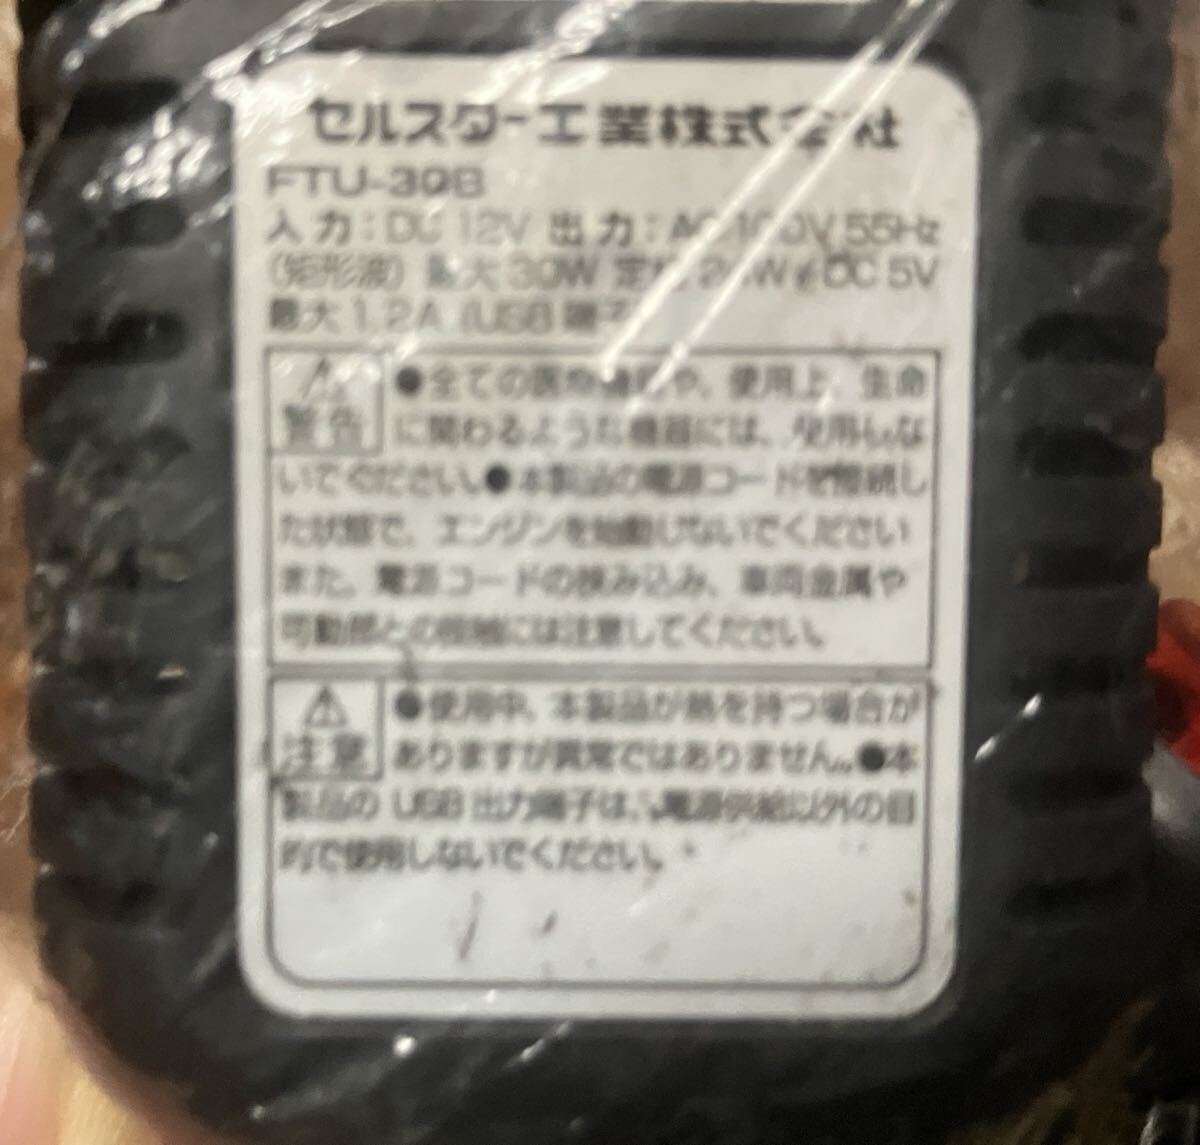 セルスター工業株式会社
FTU-30B
入力:DC 12V 出力:AC 100V 55Hz
(矩形波) 最大30W 定格 24W DC 5V
最大1.2A (USB端子)
警告
●全ての医療機器や、使用上、生命
に関わるような機器には、使用しな
いでください。●本製品の電源コードを接続し
た状態で、エンジンを始動しないでください
また、電源コードの挟み込み、車両金属や
可動部との接触には注意してください。
注意
●使用中、本製品が熱を持つ場合が
ありますが異常ではありません。●本
製品の USB 出力端子は、電源供給以外の目
的で使用しないでください。